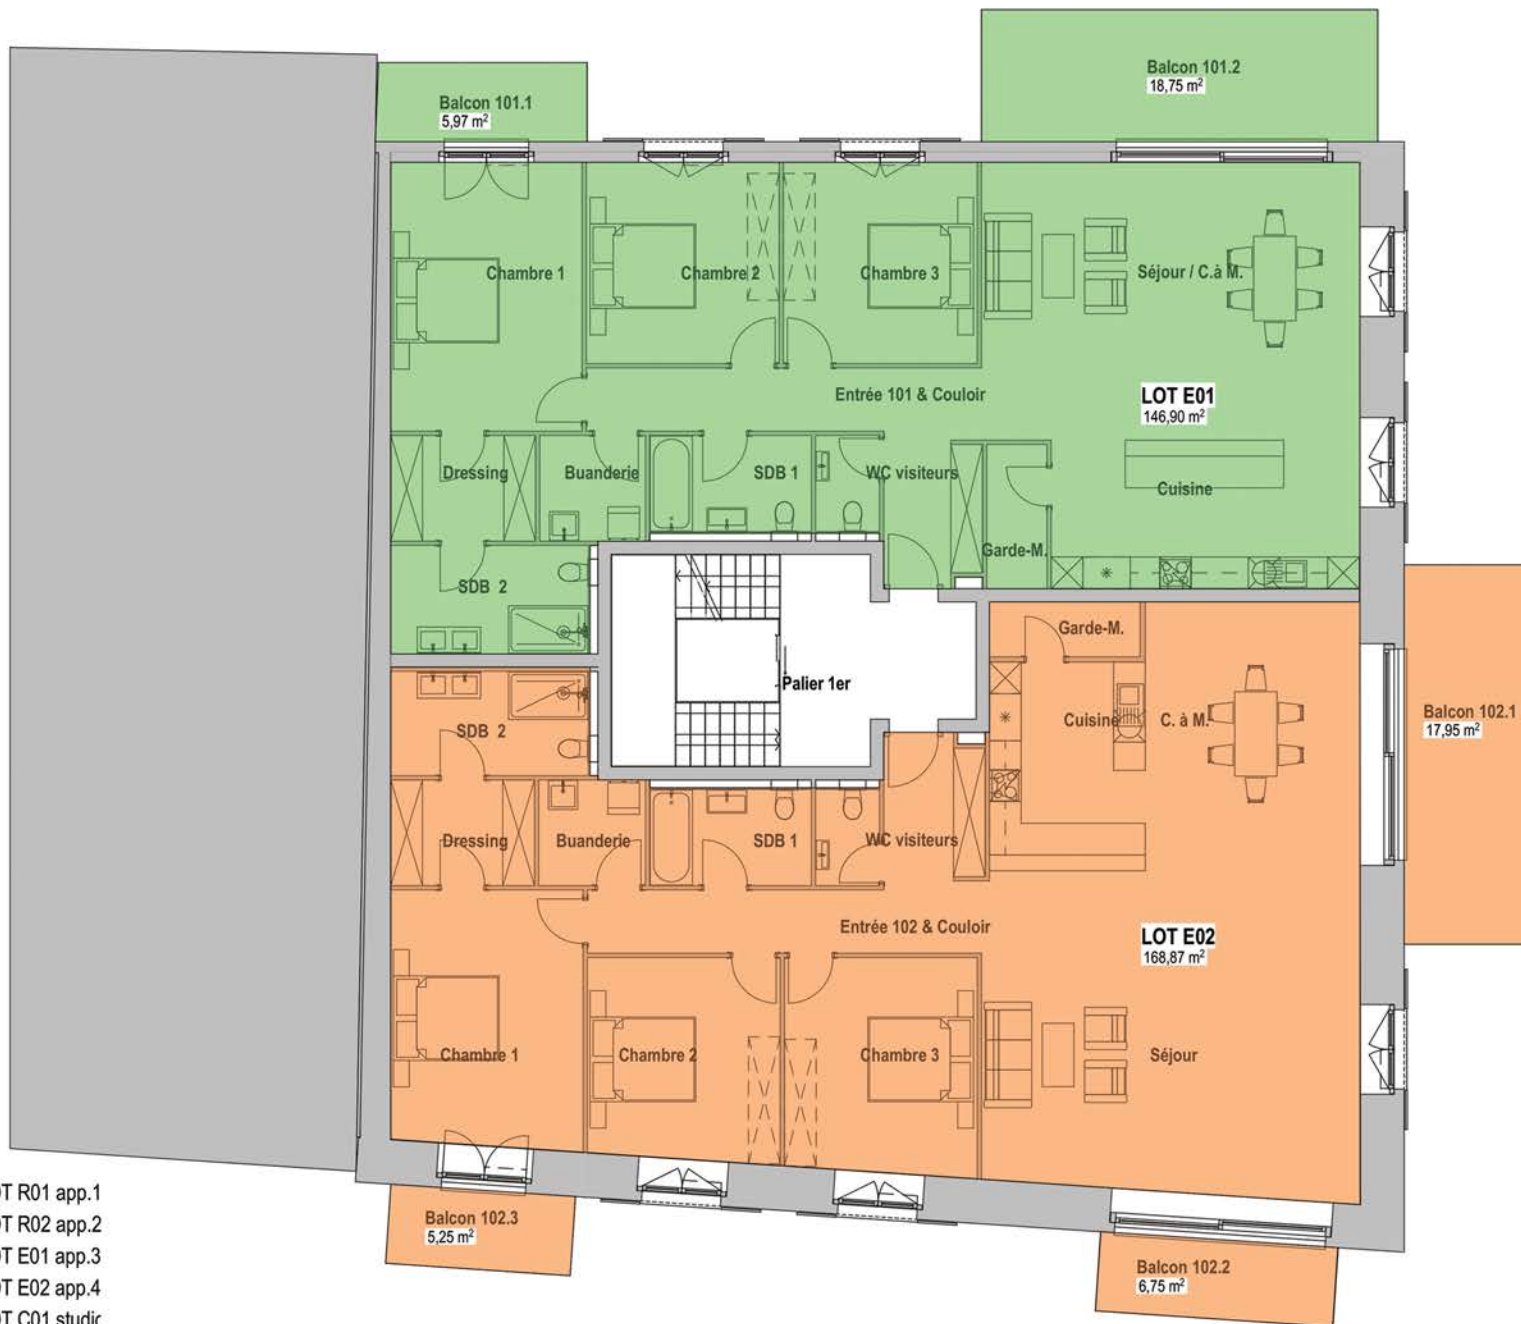 Balcon 101.2
18,75 m²
Balcon 101.1
5,97 m²
Chambre 1
Chambre 2
Chambre 3
Séjour / C.à M.
Entrée 101 & Couloir
LOT E01
146,90 m²
Dressing
Buanderie
SDB 1
WC visiteurs
Cuisine
Garde-M.
SDB 2
Garde-M.
Palier 1er
SDB 2
Cuisine
C. à M.
Balcon 102.1
17,95 m²
Dressing
Buanderie
SDB 1
WC visiteurs
Entrée 102 & Couloir
LOT E02
168,87 m²
Chambre 1
Chambre 2
Chambre 3
Séjour
R01 app.1
R02 app.2
E01 app.3
E02 app.4
C01
Balcon 102.3
5,25 m²
Balcon 102.2
6,75 m²